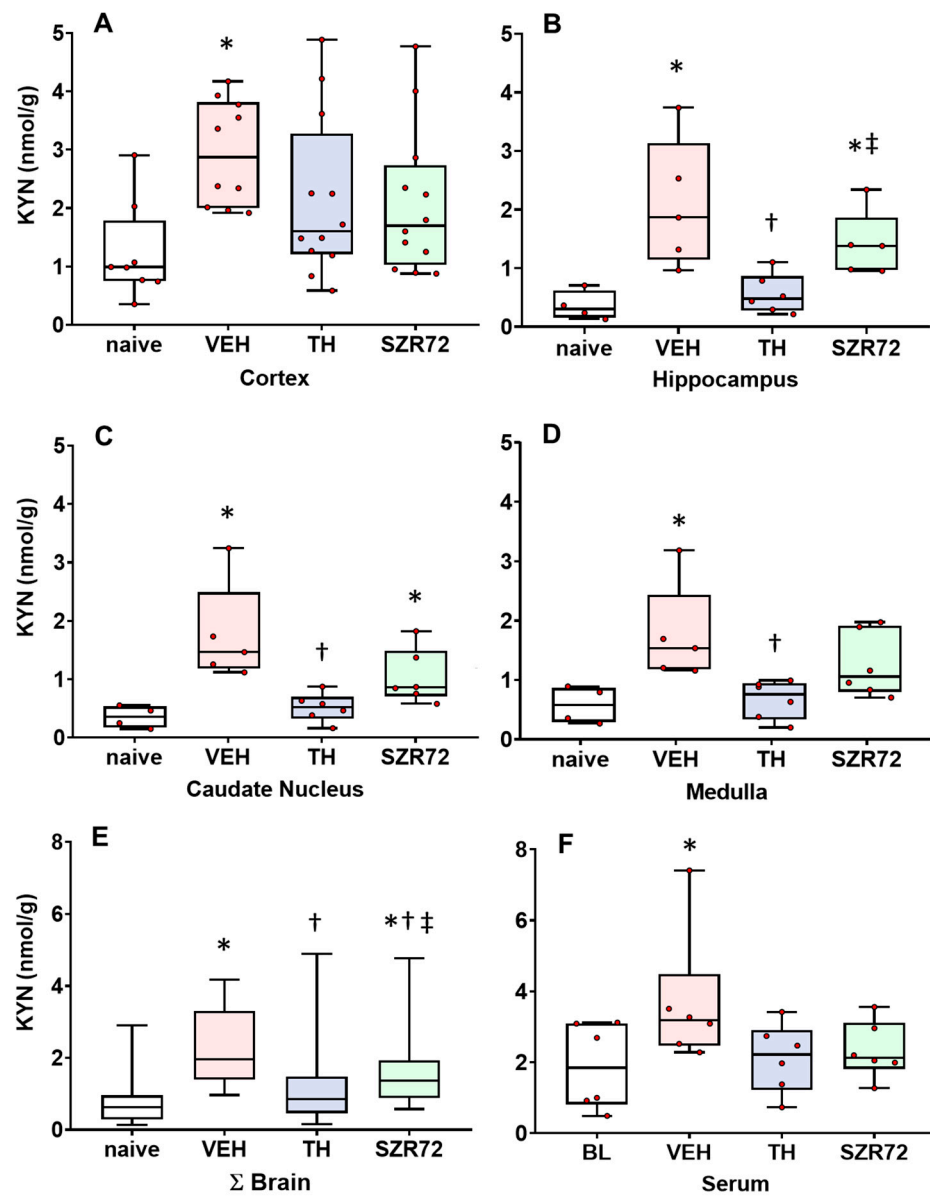 A
KYN (nmol/g)
5
4
3
2
1
0
*
naive VEH TH SZR72
Cortex
B
5
4
3
2
1
0
*
†
*‡
naive VEH TH SZR72
Hippocampus
C
KYN (nmol/g)
5
4
3
2
1
0
*
†
*
naive VEH TH SZR72
Caudate Nucleus
D
5
4
3
2
1
0
*
†
naive VEH TH SZR72
Medulla
E
KYN (nmol/g)
8
6
4
2
0
*
†
*†‡
naive VEH TH SZR72
Σ Brain
F
8
6
4
2
0
*
BL VEH TH SZR72
Serum